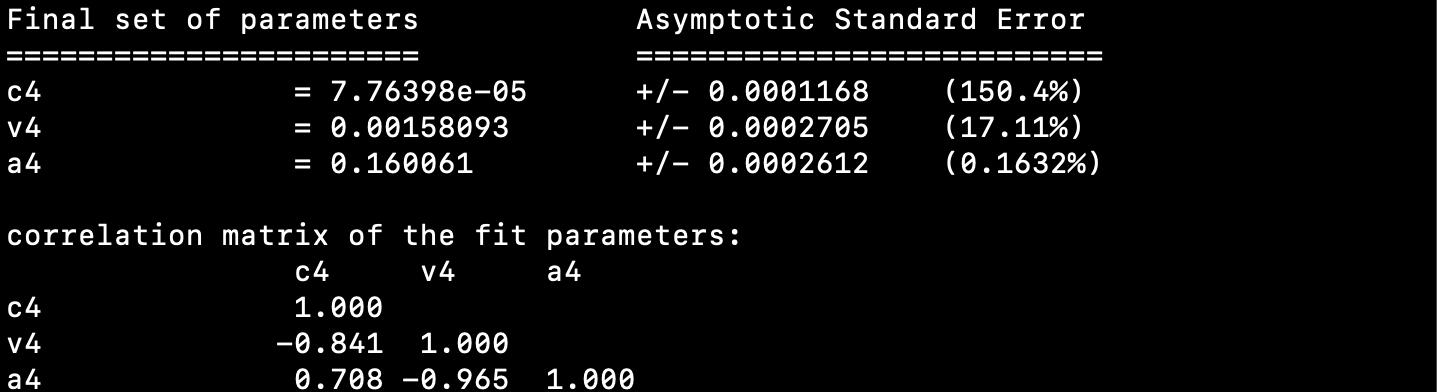 Final set of parameters            Asymptotic Standard Error
=======================            ==========================
c4              = 7.76398e-05      +/- 0.0001168    (150.4%)
v4              = 0.00158093       +/- 0.0002705    (17.11%)
a4              = 0.160061         +/- 0.0002612    (0.1632%)
correlation matrix of the fit parameters:
                c4     v4     a4
c4              1.000
v4             -0.841  1.000
a4              0.708 -0.965  1.000